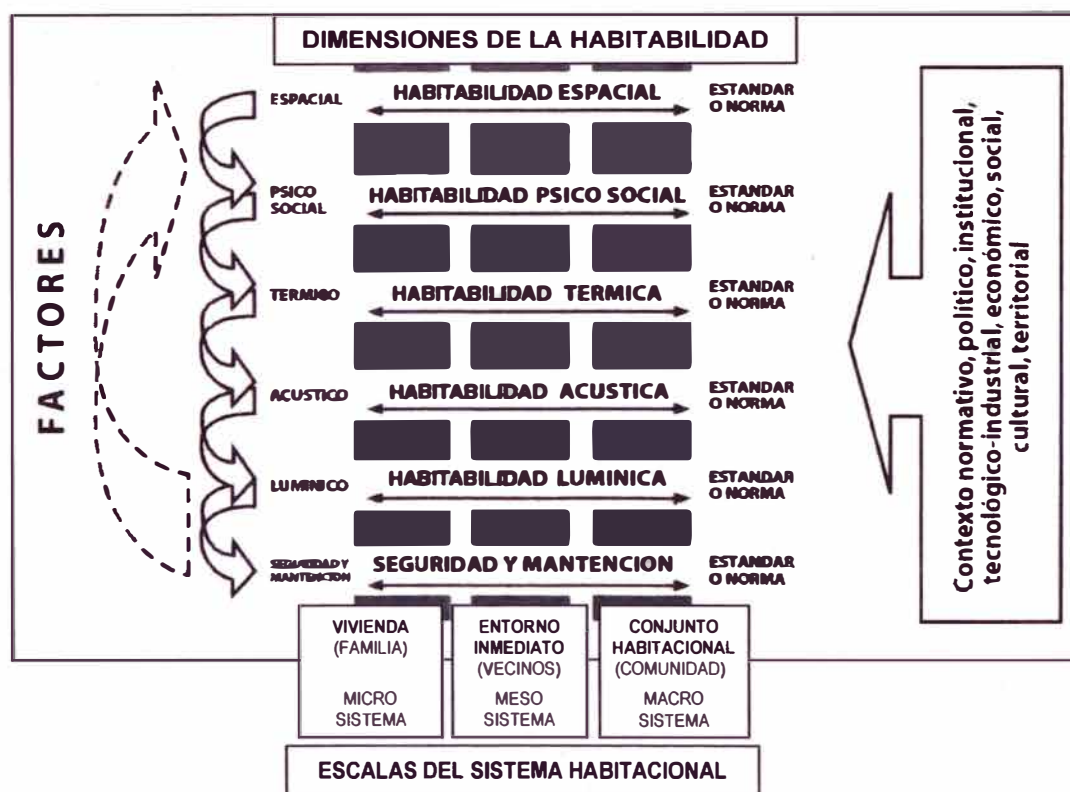 DIMENSIONES DE LA HABITABILIDAD
FACTORES
ESPACIAL
HABITABILIDAD ESPACIAL
ESTANDAR
O NORMA
PSICO
SOCIAL
HABITABILIDAD PSICO SOCIAL
ESTANDAR
O NORMA
TERMICO
HABITABILIDAD TERMICA
ESTANDAR
O NORMA
ACUSTICO
HABITABILIDAD ACUSTICA
ESTANDAR
O NORMA
LUMINICO
HABITABILIDAD LUMINICA
ESTANDAR
O NORMA
SEGURIDAD Y
MANTENCION
SEGURIDAD Y MANTENCION
ESTANDAR
O NORMA
Contexto normativo, político, institucional,
tecnológico-industrial, económico, social,
cultural, territorial
VIVIENDA
(FAMILIA)
MICRO
SISTEMA
ENTORNO
INMEDIATO
(VECINOS)
MESO
SISTEMA
CONJUNTO
HABITACIONAL
(COMUNIDAD)
MACRO
SISTEMA
ESCALAS DEL SISTEMA HABITACIONAL